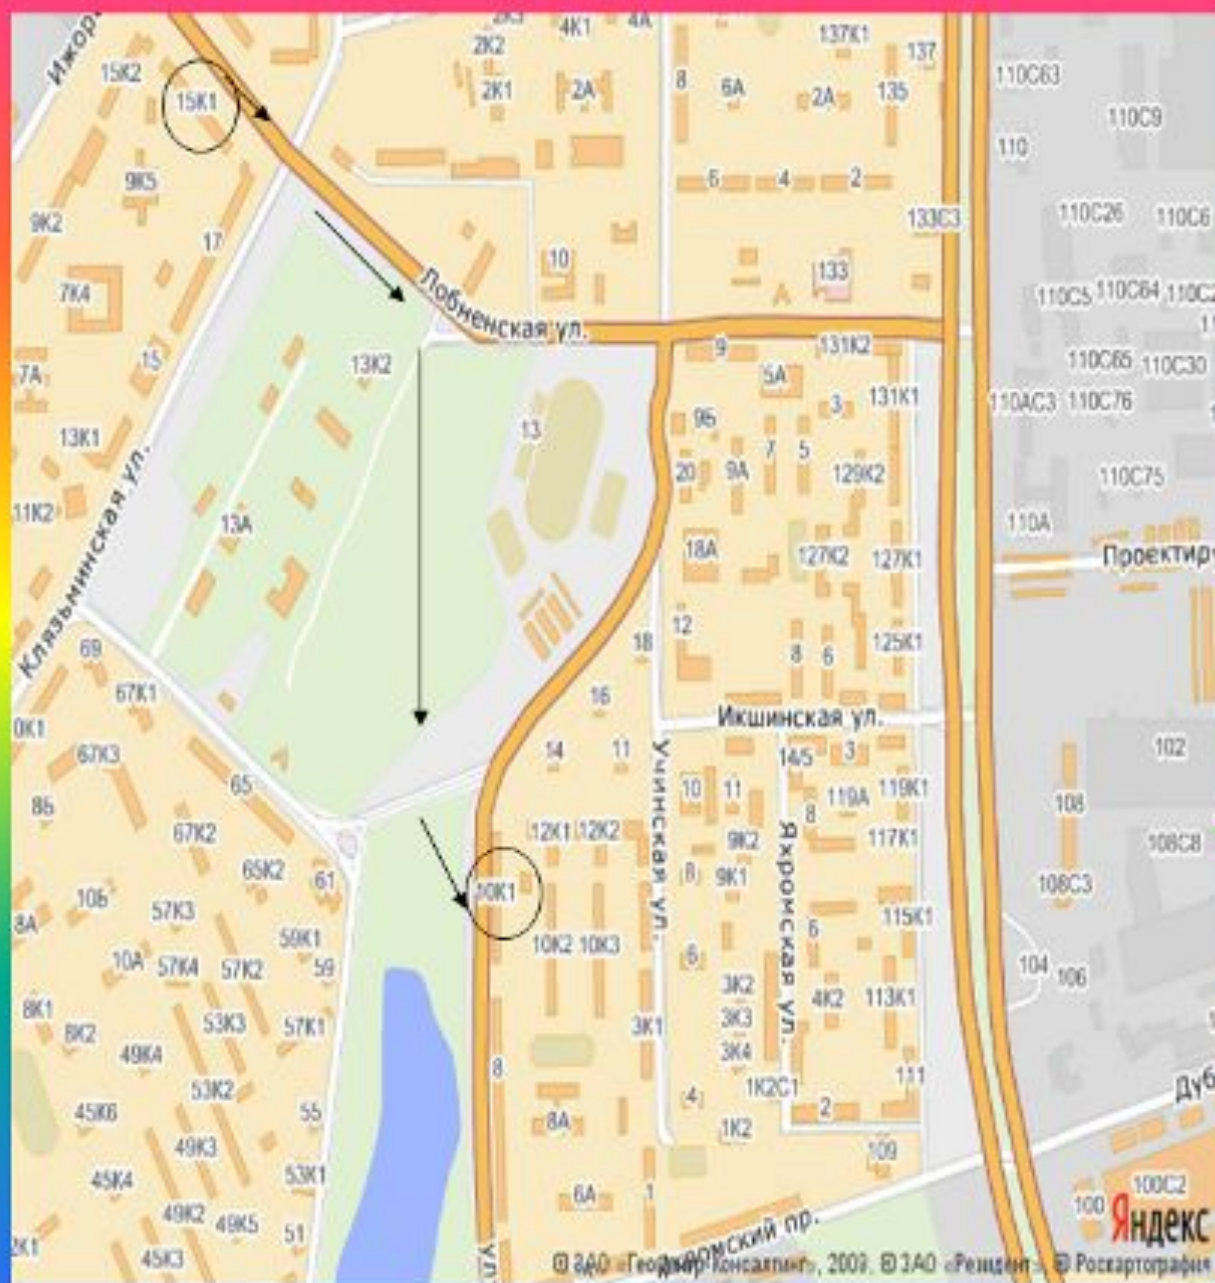 2К3 4К1 4А 137К1 137
15К2 2К2 8 6А 2А 135 110С63
15К1 2К1 2А 110С9
110
9К5 6 4 2
9К2 17 133С3 110С26 110С6
10 133
7К4 Лобненская ул. 110С5 110С64
9 131К2
7А 15 13К2 5А 110С65 110С30
3 131К1 110АС3 110С76
13К1 13 9Б
7 5
20 9А 129К2 110С75
11К2 13А 110А
18А 127К2 127К1
Клязьминская ул.
12 125К1
69 18 8 6
67К1 16
Икшинская ул.
67К3 14 11 14/5 3 102
65 10 11 119А 119К1 108
8Б 8
67К2 12К1 12К2 9К2 117К1 108С8
Учинская ул.
Яхромская ул.
65К2 61 8 9К1 108С3
10Б 10К1
8А 57К3 115К1
59К1 10К2 10К3 6
10А 57К4 57К2 59 6 104 106
8К1 3К2 4К2 113К1
53К3 57К1 3К1 3К3
8К2
49К4 3К4
8 111
53К2 1К2С1
45К6 55 4 2
8А 1К2
49К3 109
45К4 53К1
6А 1 100 100С2
49К2 49К5 51
45К3
Яндекс